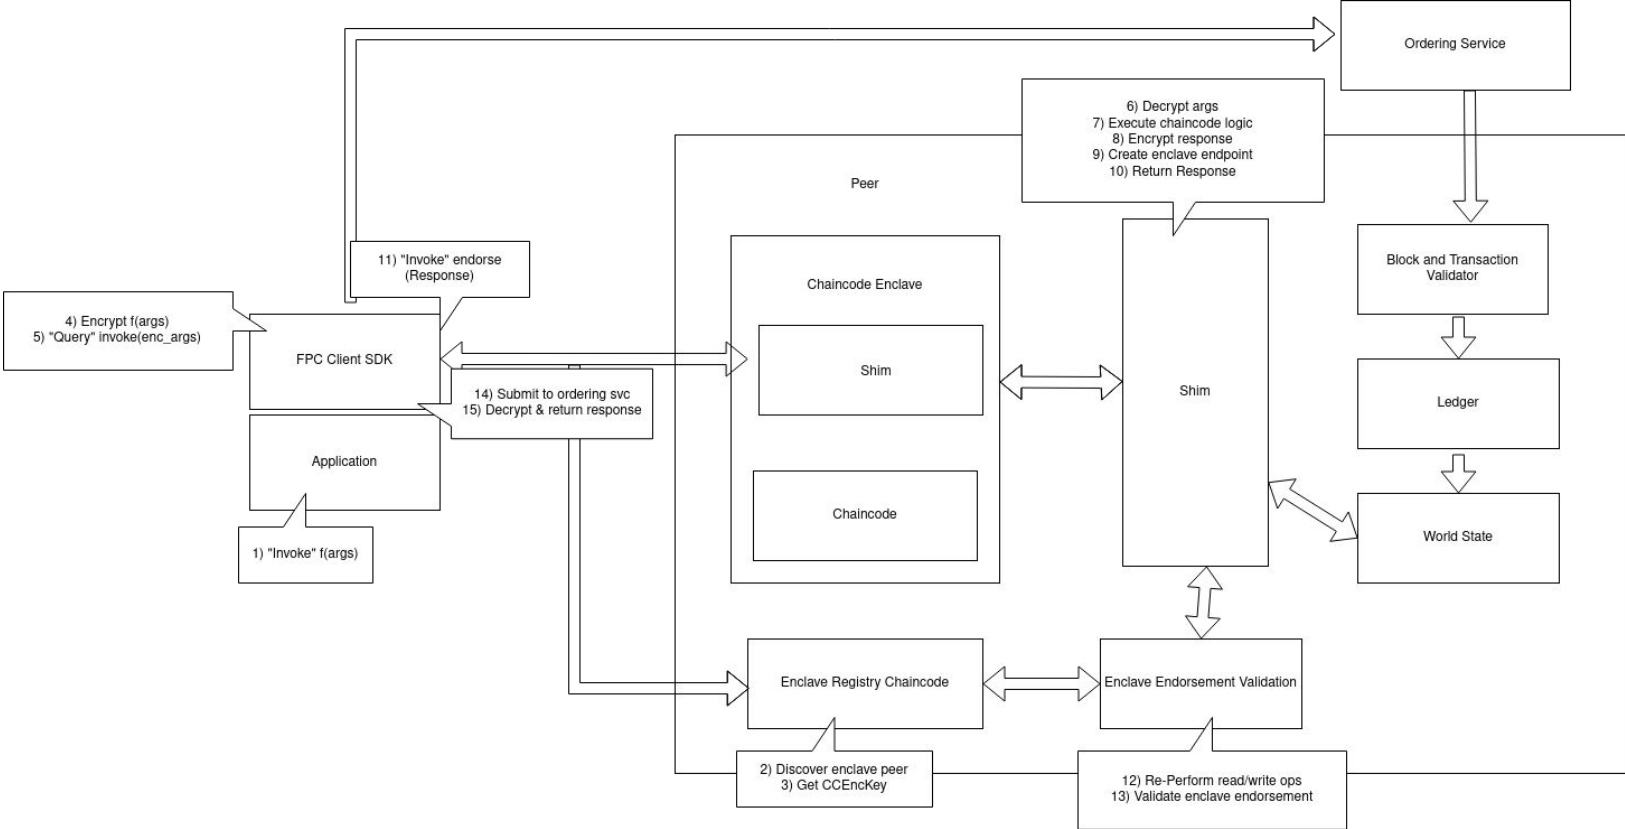 Ordering Service
6) Decrypt args
7) Execute chaincode logic
8) Encrypt response
9) Create enclave endpoint
10) Return Response
Peer
11) "Invoke" endorse
(Response)
Block and Transaction
Validator
Chaincode Enclave
4) Encrypt f(args)
5) "Query" invoke(enc_args)
FPC Client SDK
Shim
Shim
14) Submit to ordering svc
15) Decrypt & return response
Ledger
Application
Chaincode
World State
1) "Invoke" f(args)
Enclave Registry Chaincode
Enclave Endorsement Validation
2) Discover enclave peer
3) Get CCEncKey
12) Re-Perform read/write ops
13) Validate enclave endorsement